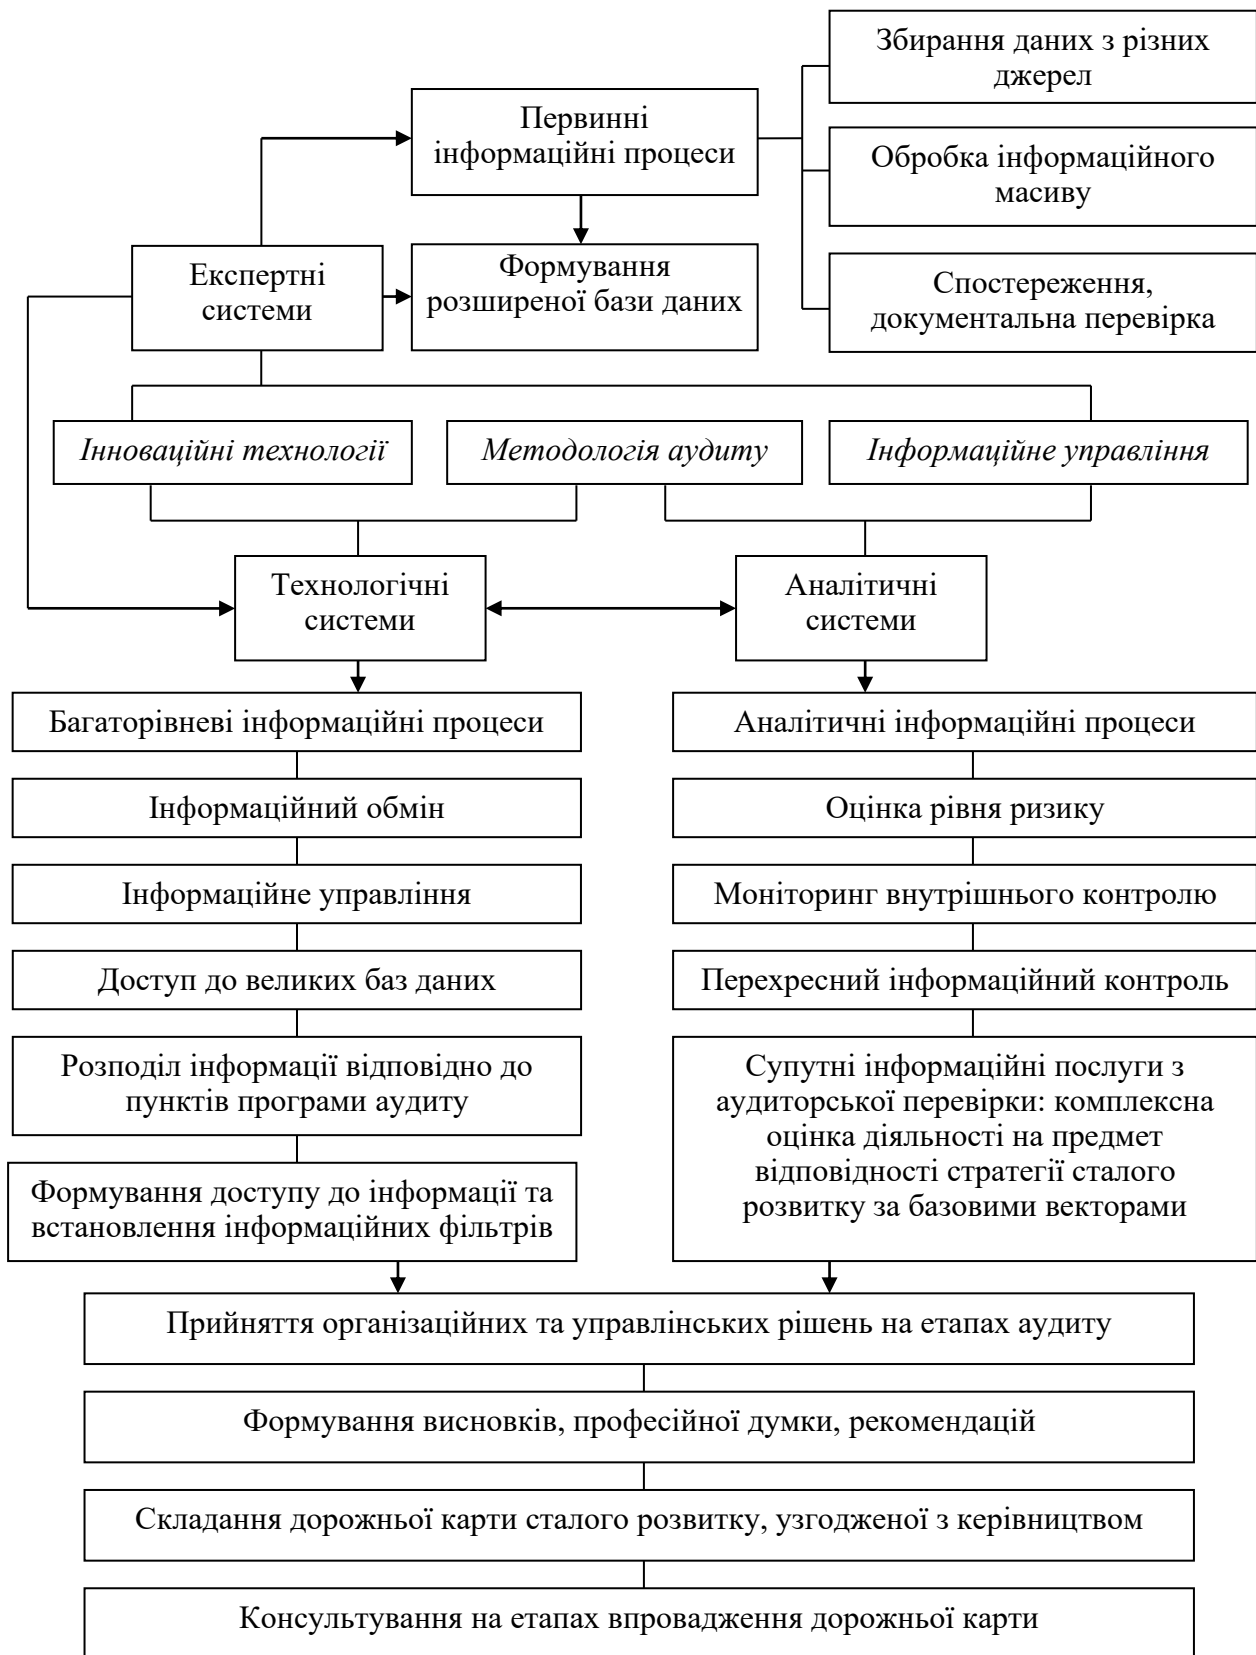 Збирання даних з різних
джерел
Первинні
інформаційні процеси
Обробка інформаційного
масиву
Експертні
системи
Формування
розширеної бази даних
Спостереження,
документальна перевірка
Інноваційні технології
Методологія аудиту
Інформаційне управління
Технологічні
системи
Аналітичні
системи
Багаторівневі інформаційні процеси
Інформаційний обмін
Інформаційне управління
Доступ до великих баз даних
Розподіл інформації відповідно до
пунктів програми аудиту
Формування доступу до інформації та
встановлення інформаційних фільтрів
Аналітичні інформаційні процеси
Оцінка рівня ризику
Моніторинг внутрішнього контролю
Перехресний інформаційний контроль
Супутні інформаційні послуги з
аудиторської перевірки: комплексна
оцінка діяльності на предмет
відповідності стратегії сталого
розвитку за базовими векторами
Прийняття організаційних та управлінських рішень на етапах аудиту
Формування висновків, професійної думки, рекомендацій
Складання дорожньої карти сталого розвитку, узгодженої з керівництвом
Консультування на етапах впровадження дорожньої карти